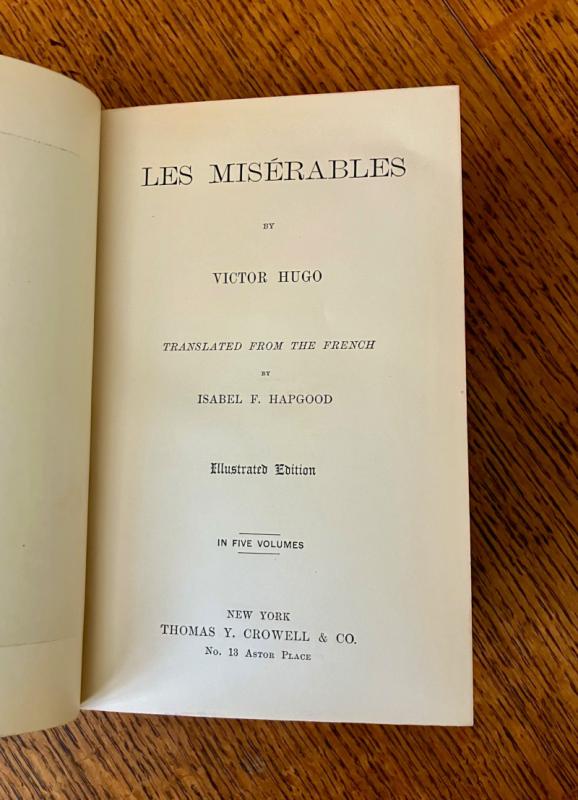 LES MISÉRABLES
BY
VICTOR HUGO
TRANSLATED FROM THE FRENCH
BY
ISABEL F. HAPGOOD
Illustrated Edition
IN FIVE VOLUMES
NEW YORK
THOMAS Y. CROWELL & CO.
No. 13 Astor Place